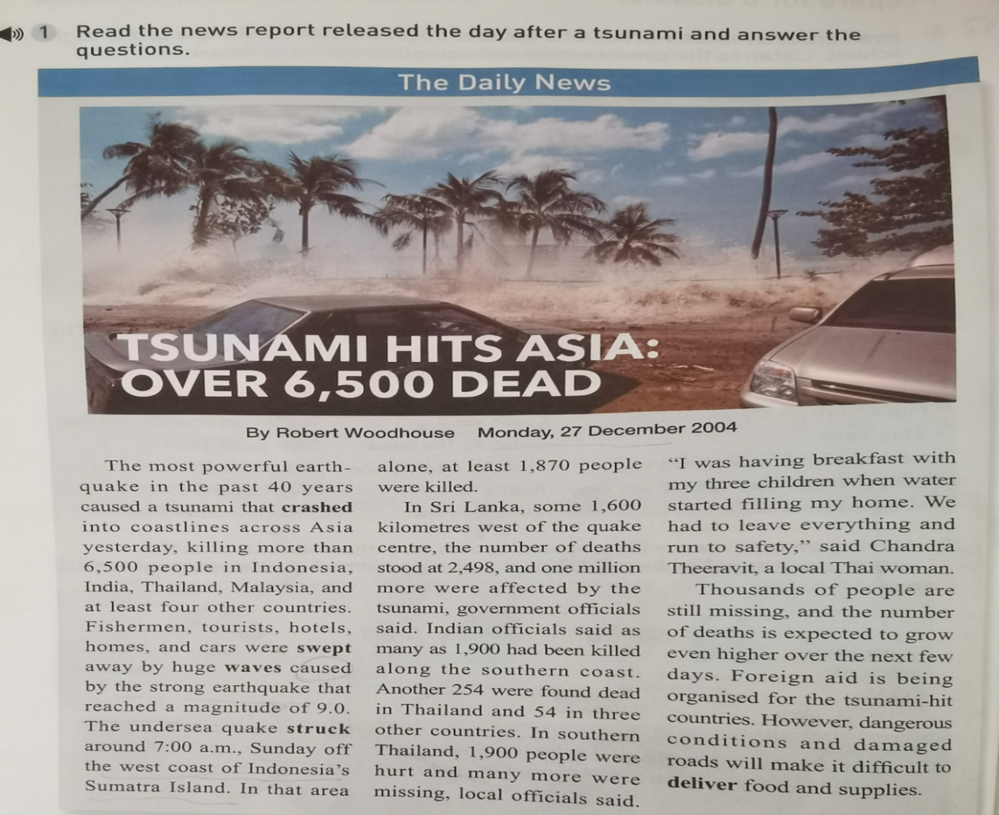 1 Read the news report released the day after a tsunami and answer the
questions.
The Daily News
TSUNAMI HITS ASIA:
OVER 6,500 DEAD
By Robert Woodhouse Monday, 27 December 2004
The most powerful earth-
quake in the past 40 years
caused a tsunami that crashed
into coastlines across Asia
yesterday, killing more than
6,500 people in Indonesia,
India, Thailand, Malaysia, and
at least four other countries.
Fishermen, tourists, hotels,
homes, and cars were swept
away by huge waves caused
by the strong earthquake that
reached a magnitude of 9.0.
The undersea quake struck
around 7:00 a.m., Sunday off
the west coast of Indonesia's
Sumatra Island. In that area
alone, at least 1,870 people
were killed.
In Sri Lanka, some 1,600
kilometres west of the quake
centre, the number of deaths
stood at 2,498, and one million
more were affected by the
tsunami, government officials
said. Indian officials said as
many as 1,900 had been killed
along the southern coast.
Another 254 were found dead
in Thailand and 54 in three
other countries. In southern
Thailand, 1,900 people were
hurt and many more were
missing, local officials said.
“I was having breakfast with
my three children when water
started filling my home. We
had to leave everything and
run to safety,” said Chandra
Theeravit, a local Thai woman.
Thousands of people are
still missing, and the number
of deaths is expected to grow
even higher over the next few
days. Foreign aid is being
organised for the tsunami-hit
countries. However, dangerous
conditions and damaged
roads will make it difficult to
deliver food and supplies.